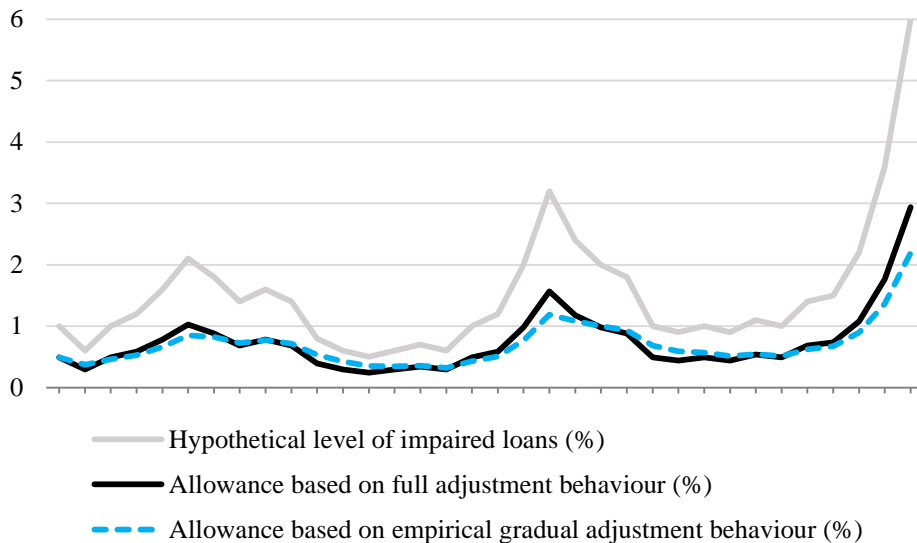 6
5
4
3
2
1
0
Hypothetical level of impaired loans (%)
Allowance based on full adjustment behaviour (%)
Allowance based on empirical gradual adjustment behaviour (%)